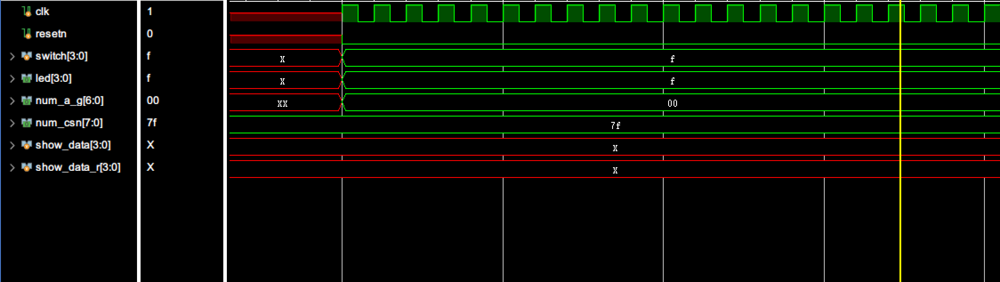 clk 1
resetn 0
switch[3:0] f X f
led[3:0] f X f
num_a_g[6:0] 00 XX 00
num_csn[7:0] 7f 7f
show_data[3:0] X X
show_data_r[3:0] X X